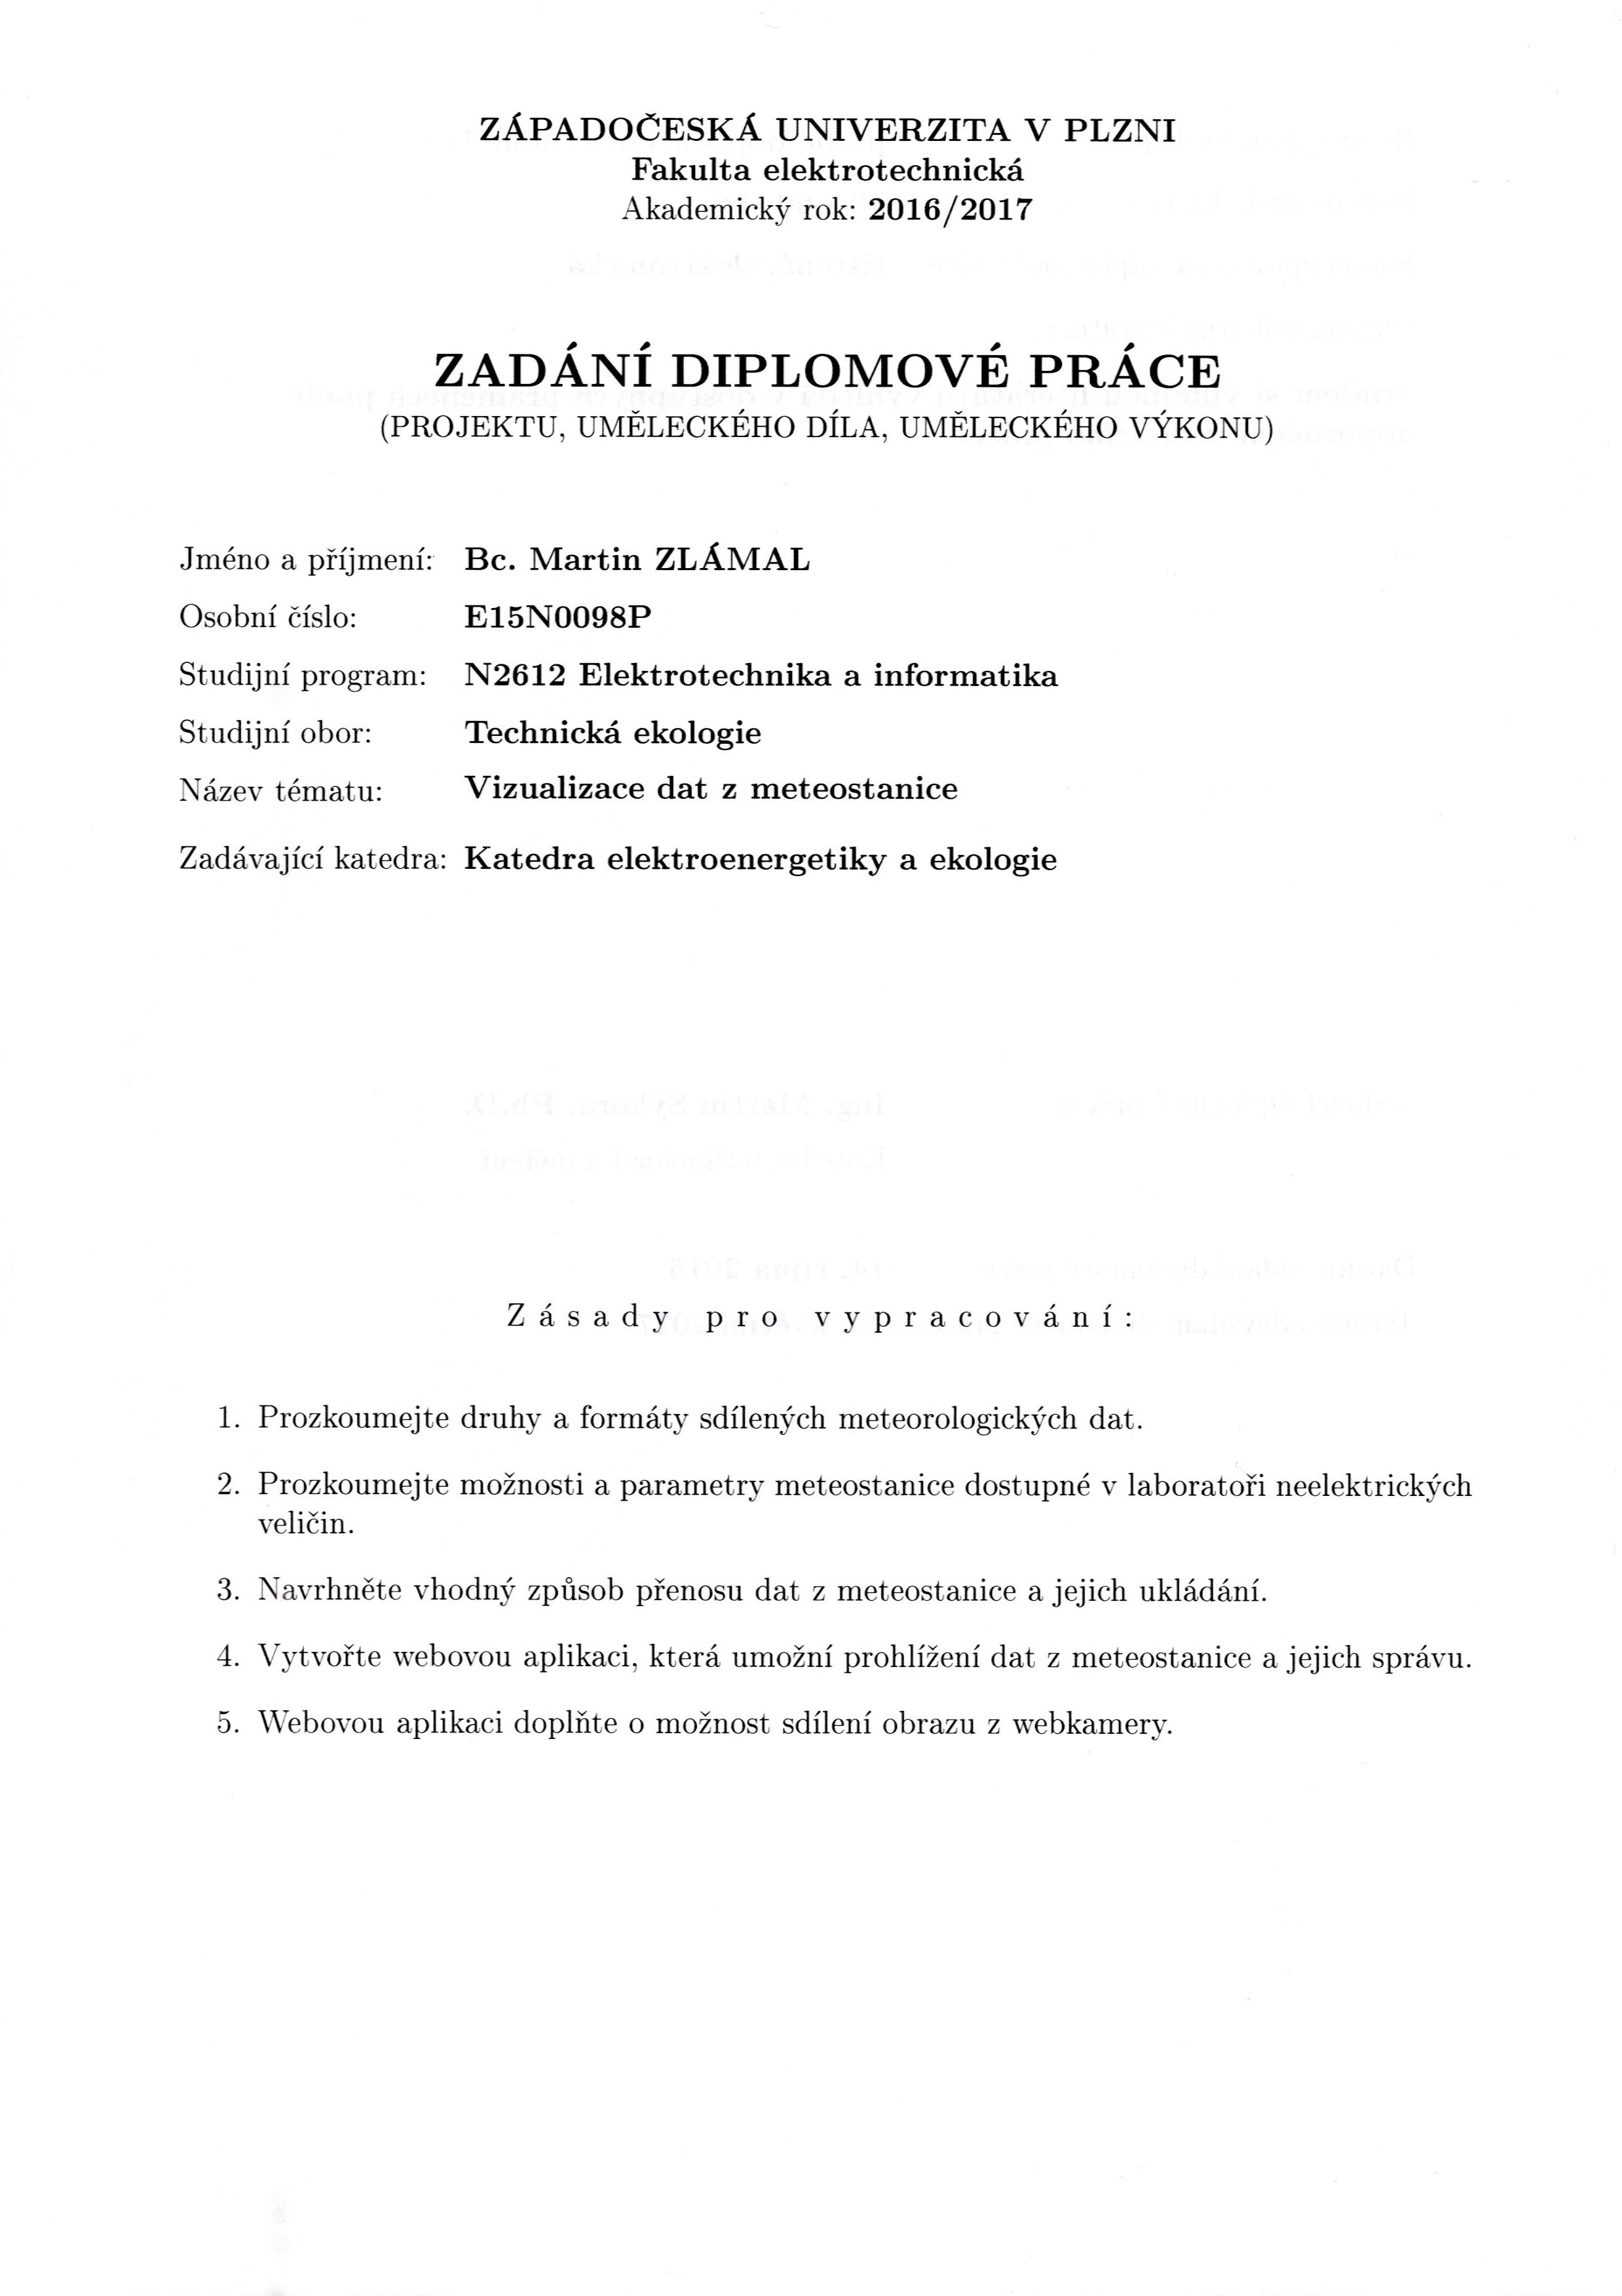 ZÁPADOČESKÁ UNIVERZITA V PLZNI
Fakulta elektrotechnická
Akademický rok: 2016/2017
ZADÁNÍ DIPLOMOVÉ PRÁCE
(PROJEKTU, UMĚLECKÉHO DÍLA, UMĚLECKÉHO VÝKONU)
Jméno a příjmení: Bc. Martin ZLÁMAL
Osobní číslo: E15N0098P
Studijní program: N2612 Elektrotechnika a informatika
Studijní obor: Technická ekologie
Název tématu: Vizualizace dat z meteostanice
Zadávající katedra: Katedra elektroenergetiky a ekologie
Zásady pro vypracování:
1. Prozkoumejte druhy a formáty sdílených meteorologických dat.
2. Prozkoumejte možnosti a parametry meteostanice dostupné v laboratoři neelektrických
veličin.
3. Navrhněte vhodný způsob přenosu dat z meteostanice a jejich ukládání.
4. Vytvořte webovou aplikaci, která umožní prohlížení dat z meteostanice a jejich správu.
5. Webovou aplikaci doplňte o možnost sdílení obrazu z webkamery.